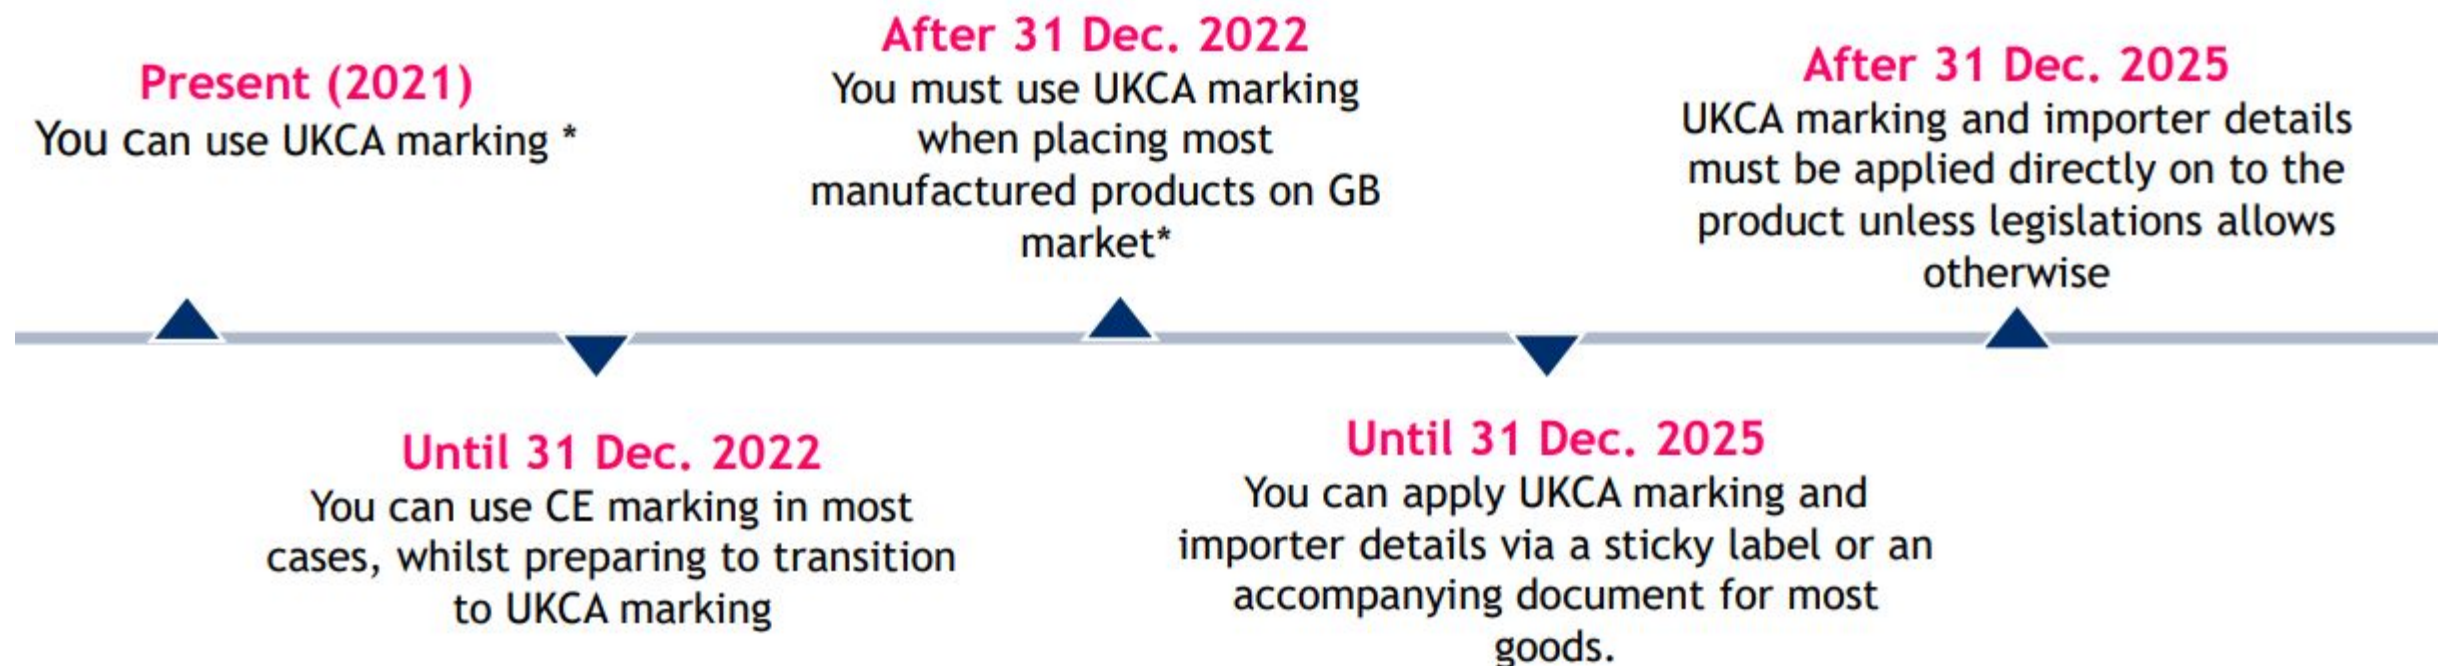 Present (2021)
You can use UKCA marking *
Until 31 Dec. 2022
You can use CE marking in most
cases, whilst preparing to transition
to UKCA marking
After 31 Dec. 2022
You must use UKCA marking
when placing most
manufactured products on GB
market*
Until 31 Dec. 2025
You can apply UKCA marking and
importer details via a sticky label or an
accompanying document for most
goods.
After 31 Dec. 2025
UKCA marking and importer details
must be applied directly on to the
product unless legislations allows
otherwise